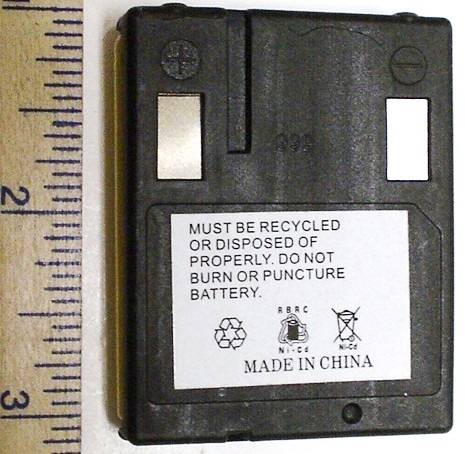 1
2
3
+
-
MUST BE RECYCLED
OR DISPOSED OF
PROPERLY. DO NOT
BURN OR PUNCTURE
BATTERY.
RBRC
Ni-Cd
Ni-Cd
MADE IN CHINA